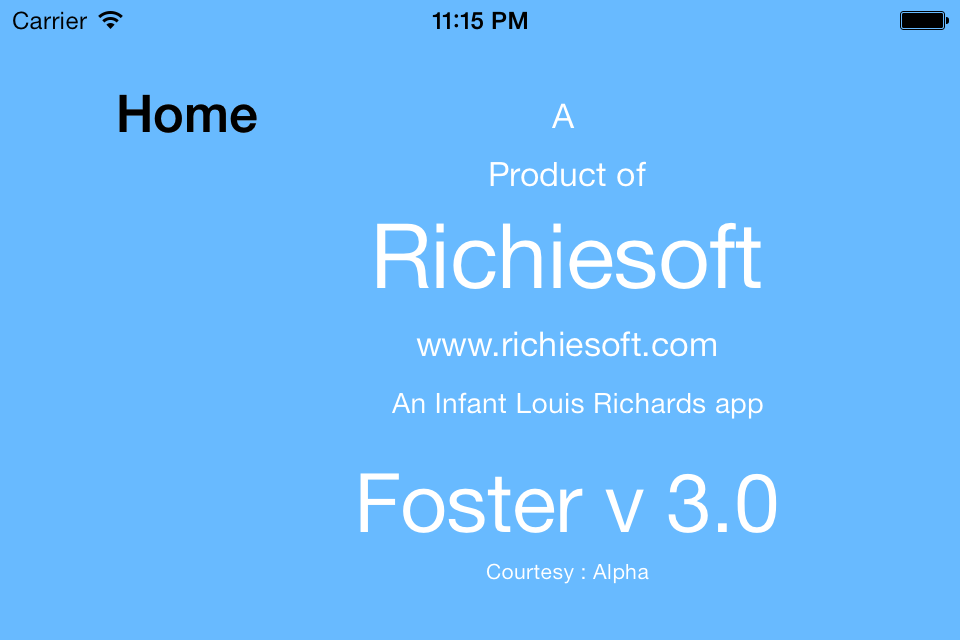 Carrier 11:15 PM
Home
A
Product of
Richiesoft
www.richiesoft.com
An Infant Louis Richards app
Foster v 3.0
Courtesy : Alpha